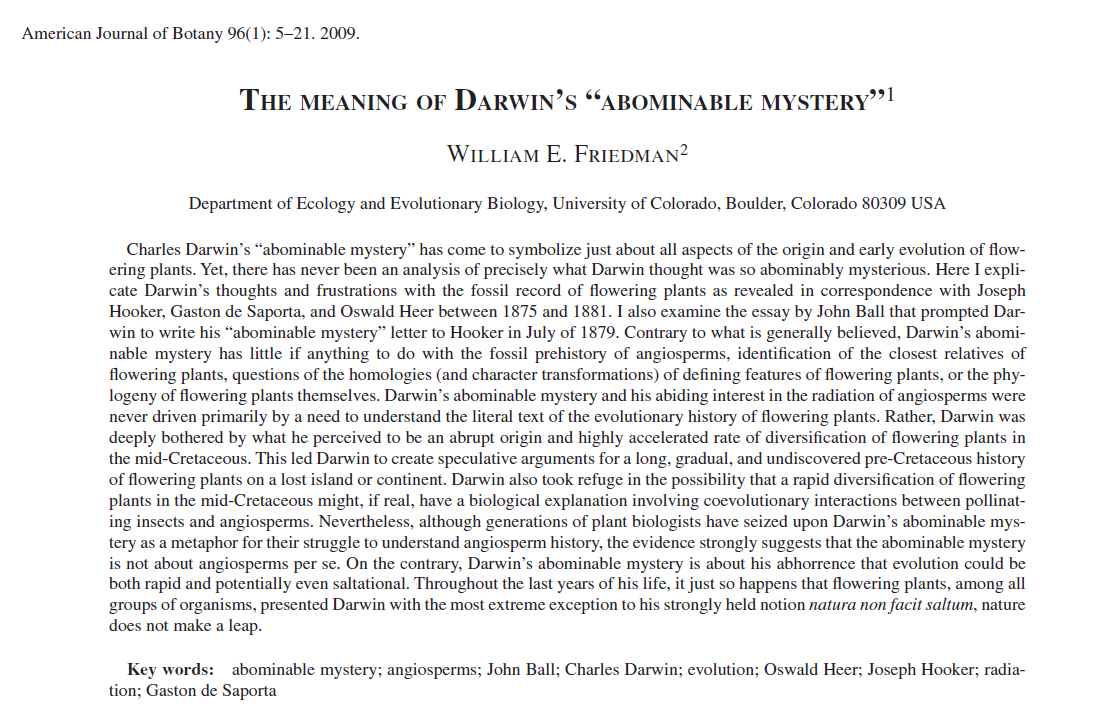 American Journal of Botany 96(1): 5–21. 2009.
The meaning of Darwin’s “abominable mystery”1
William E. Friedman2
Department of Ecology and Evolutionary Biology, University of Colorado, Boulder, Colorado 80309 USA
Charles Darwin’s “abominable mystery” has come to symbolize just about all aspects of the origin and early evolution of flow-
ering plants. Yet, there has never been an analysis of precisely what Darwin thought was so abominably mysterious. Here I expli-
cate Darwin’s thoughts and frustrations with the fossil record of flowering plants as revealed in correspondence with Joseph
Hooker, Gaston de Saporta, and Oswald Heer between 1875 and 1881. I also examine the essay by John Ball that prompted Dar-
win to write his “abominable mystery” letter to Hooker in July of 1879. Contrary to what is generally believed, Darwin’s abomi-
nable mystery has little if anything to do with the fossil prehistory of angiosperms, identification of the closest relatives of
flowering plants, questions of the homologies (and character transformations) of defining features of flowering plants, or the phy-
logeny of flowering plants themselves. Darwin’s abominable mystery and his abiding interest in the radiation of angiosperms were
never driven primarily by a need to understand the literal text of the evolutionary history of flowering plants. Rather, Darwin was
deeply bothered by what he perceived to be an abrupt origin and highly accelerated rate of diversification of flowering plants in
the mid-Cretaceous. This led Darwin to create speculative arguments for a long, gradual, and undiscovered pre-Cretaceous history
of flowering plants on a lost island or continent. Darwin also took refuge in the possibility that a rapid diversification of flowering
plants in the mid-Cretaceous might, if real, have a biological explanation involving coevolutionary interactions between pollinat-
ing insects and angiosperms. Nevertheless, although generations of plant biologists have seized upon Darwin’s abominable mys-
tery as a metaphor for their struggle to understand angiosperm history, the evidence strongly suggests that the abominable mystery
is not about angiosperms per se. On the contrary, Darwin’s abominable mystery is about his abhorrence that evolution could be
both rapid and potentially even saltational. Throughout the last years of his life, it just so happens that flowering plants, among all
groups of organisms, presented Darwin with the most extreme exception to his strongly held notion natura non facit saltum, nature
does not make a leap.
Key words: abominable mystery; angiosperms; John Ball; Charles Darwin; evolution; Oswald Heer; Joseph Hooker; radia-
tion; Gaston de Saporta